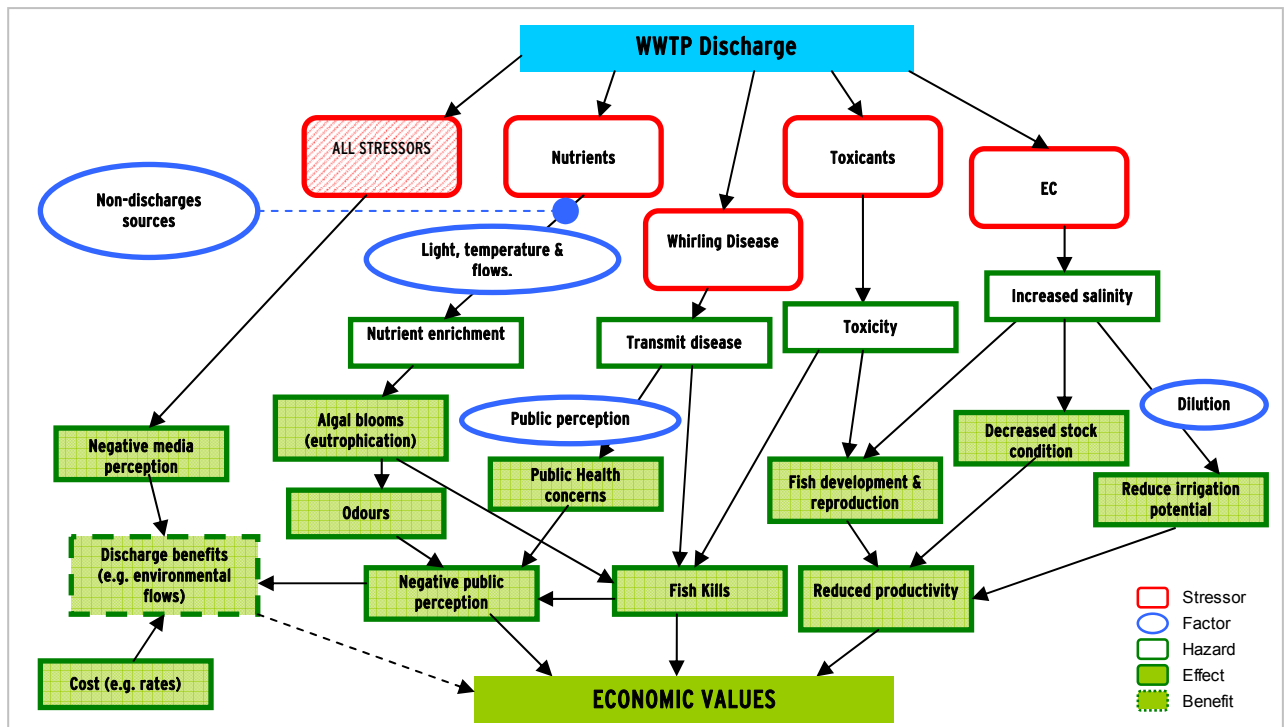 WWTP Discharge
ALL STRESSORS
Nutrients
Toxicants
EC
Non-discharges
sources
Whirling Disease
Light, temperature &
flows.
Increased salinity
Nutrient enrichment
Transmit disease
Toxicity
Public perception
Dilution
Algal blooms
(eutrophication)
Negative media
perception
Decreased stock
condition
Public Health
concerns
Fish development &
reproduction
Reduce irrigation
potential
Odours
Discharge benefits
(e.g. environmental
flows)
Negative public
perception
Fish Kills
Reduced productivity
Cost (e.g. rates)
ECONOMIC VALUES
Stressor
Factor
Hazard
Effect
Benefit